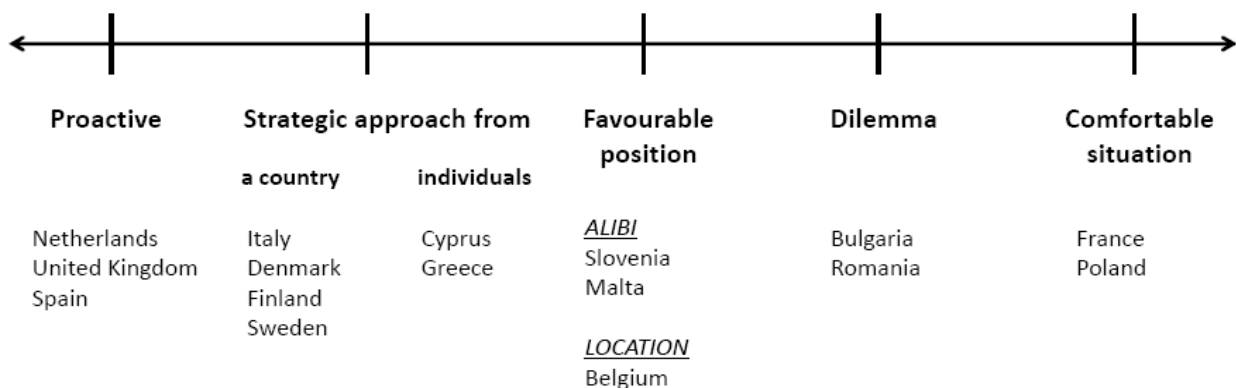 Proactive
Strategic approach from
a country
individuals
Favourable
position
Dilemma
Comfortable
situation
Netherlands
United Kingdom
Spain
Italy
Denmark
Finland
Sweden
Cyprus
Greece
ALIBI
Slovenia
Malta
LOCATION
Belgium
Bulgaria
Romania
France
Poland